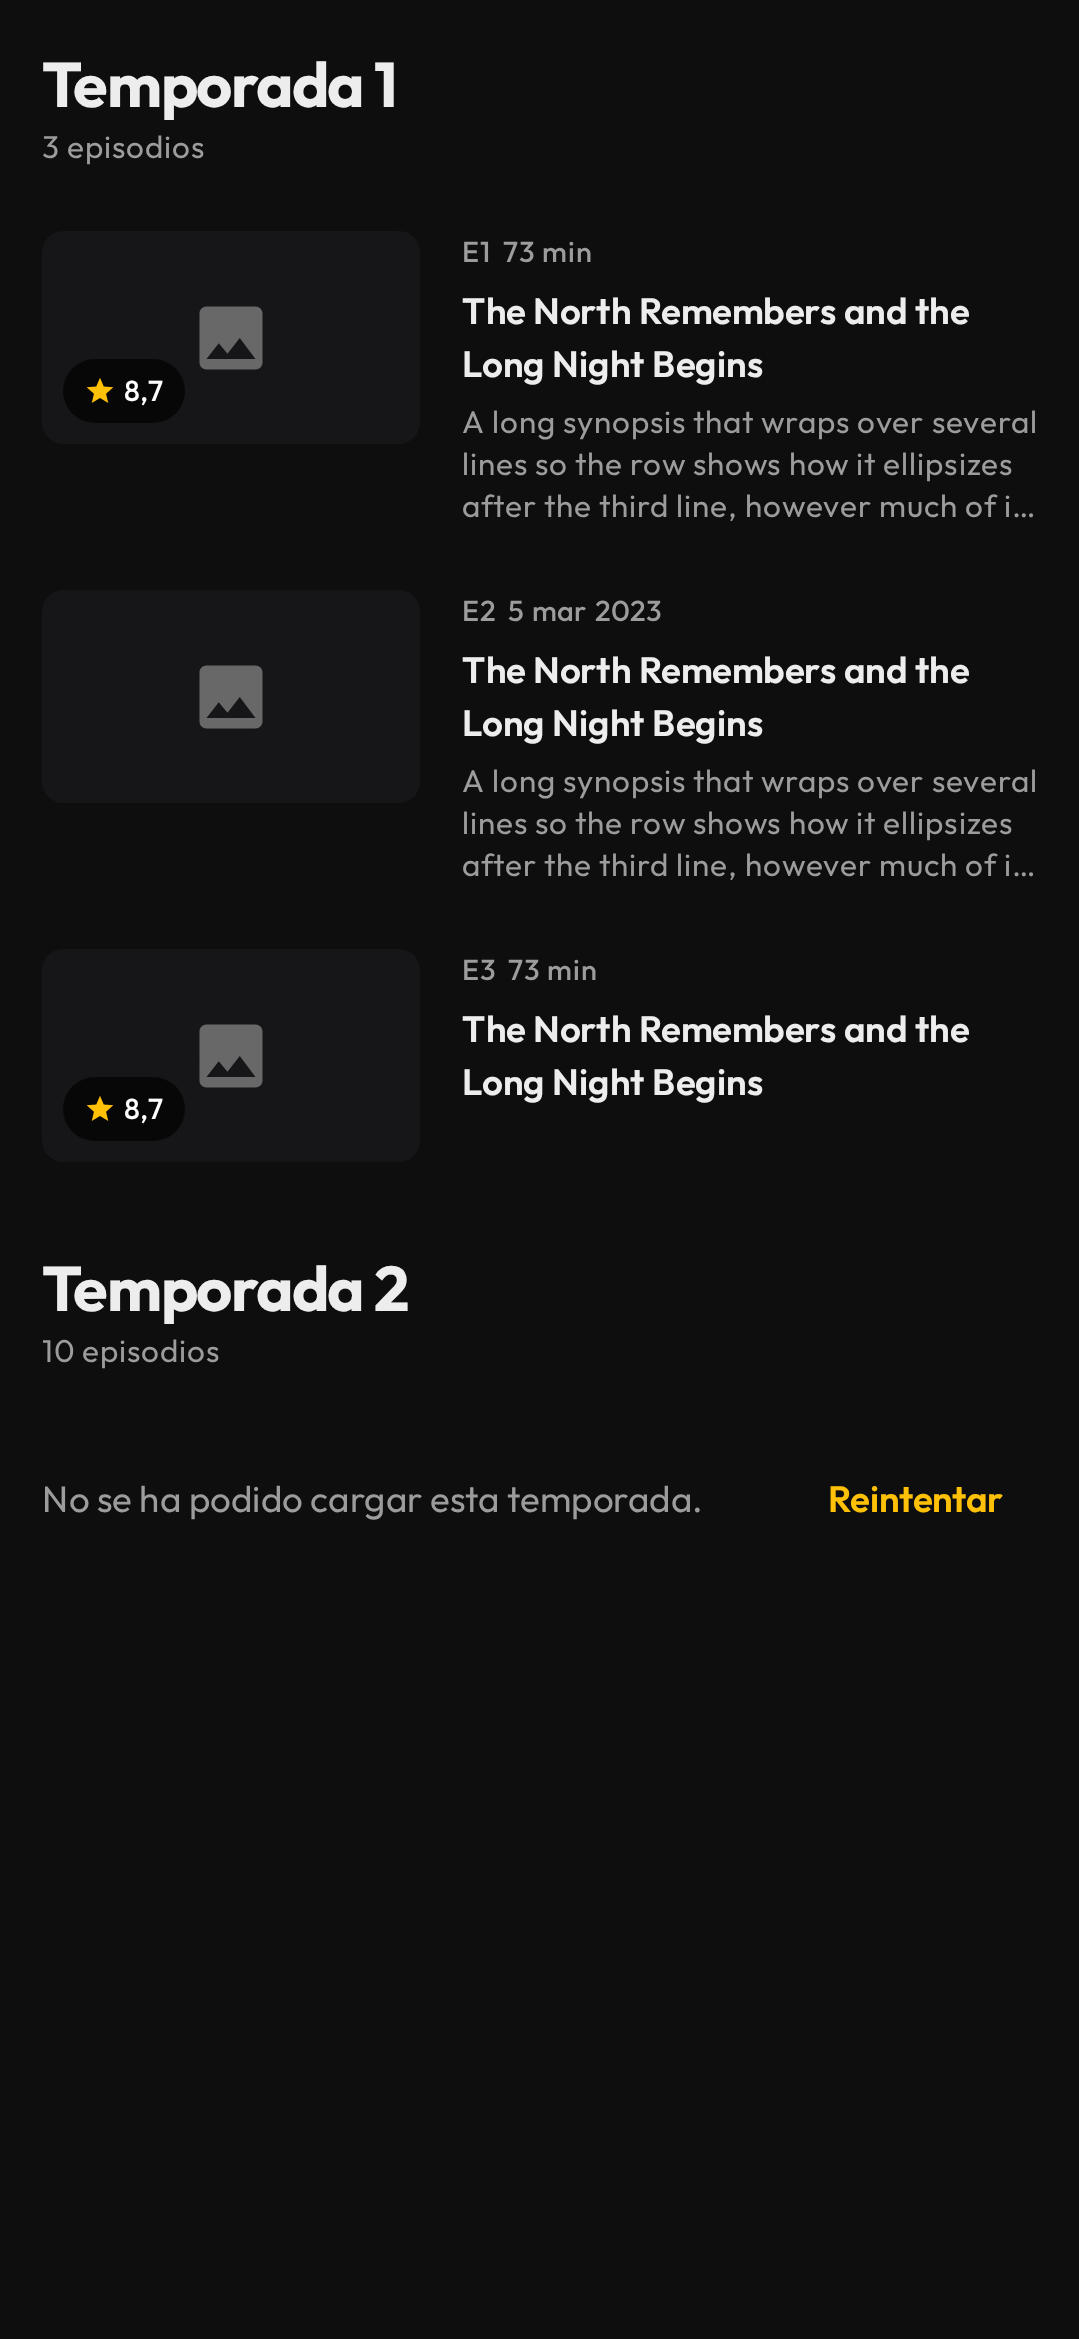 Temporada 1
3 episodios
E1 73 min
The North Remembers and the
Long Night Begins
A long synopsis that wraps over several
lines so the row shows how it ellipsizes
after the third line, however much of i…
8,7
E2 5 mar 2023
The North Remembers and the
Long Night Begins
A long synopsis that wraps over several
lines so the row shows how it ellipsizes
after the third line, however much of i…
E3 73 min
The North Remembers and the
Long Night Begins
8,7
Temporada 2
10 episodios
No se ha podido cargar esta temporada.
Reintentar